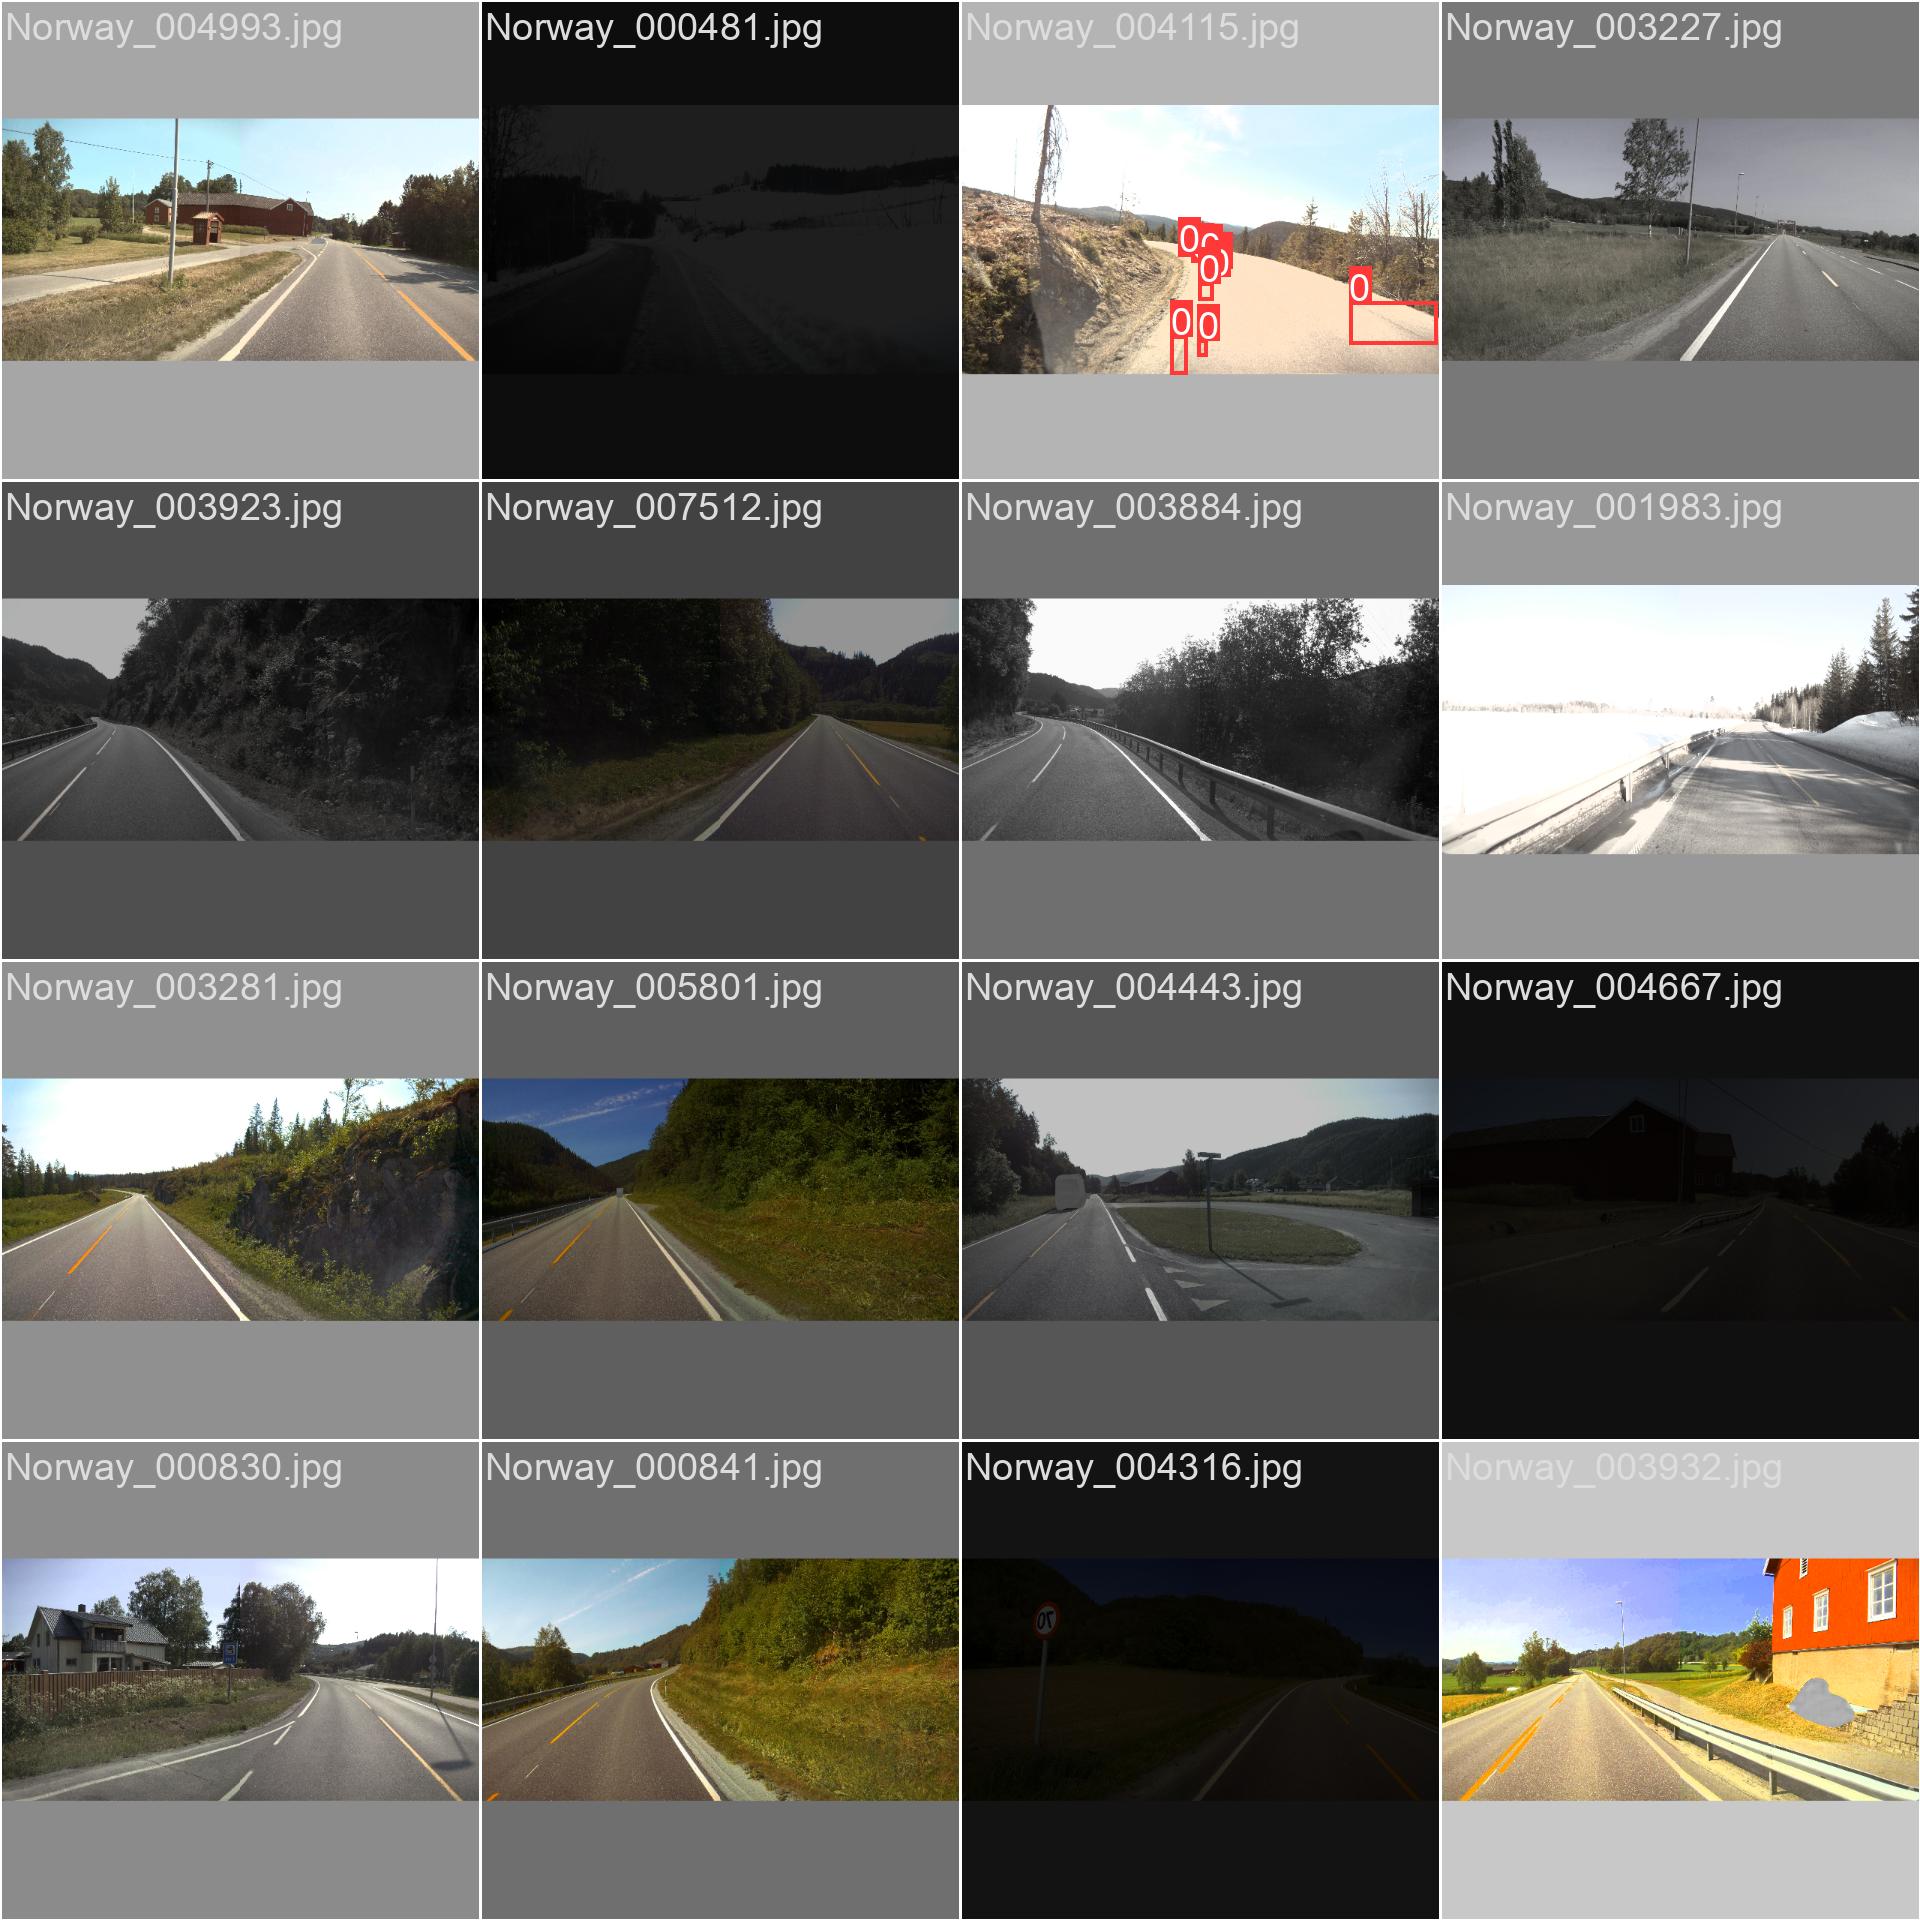 Norway_004993.jpg
Norway_000481.jpg
Norway_004115.jpg
Norway_003227.jpg
0
0
0
0
0
0
Norway_003923.jpg
Norway_007512.jpg
Norway_003884.jpg
Norway_001983.jpg
Norway_003281.jpg
Norway_005801.jpg
Norway_004443.jpg
Norway_004667.jpg
Norway_000830.jpg
Norway_000841.jpg
Norway_004316.jpg
Norway_003932.jpg
70